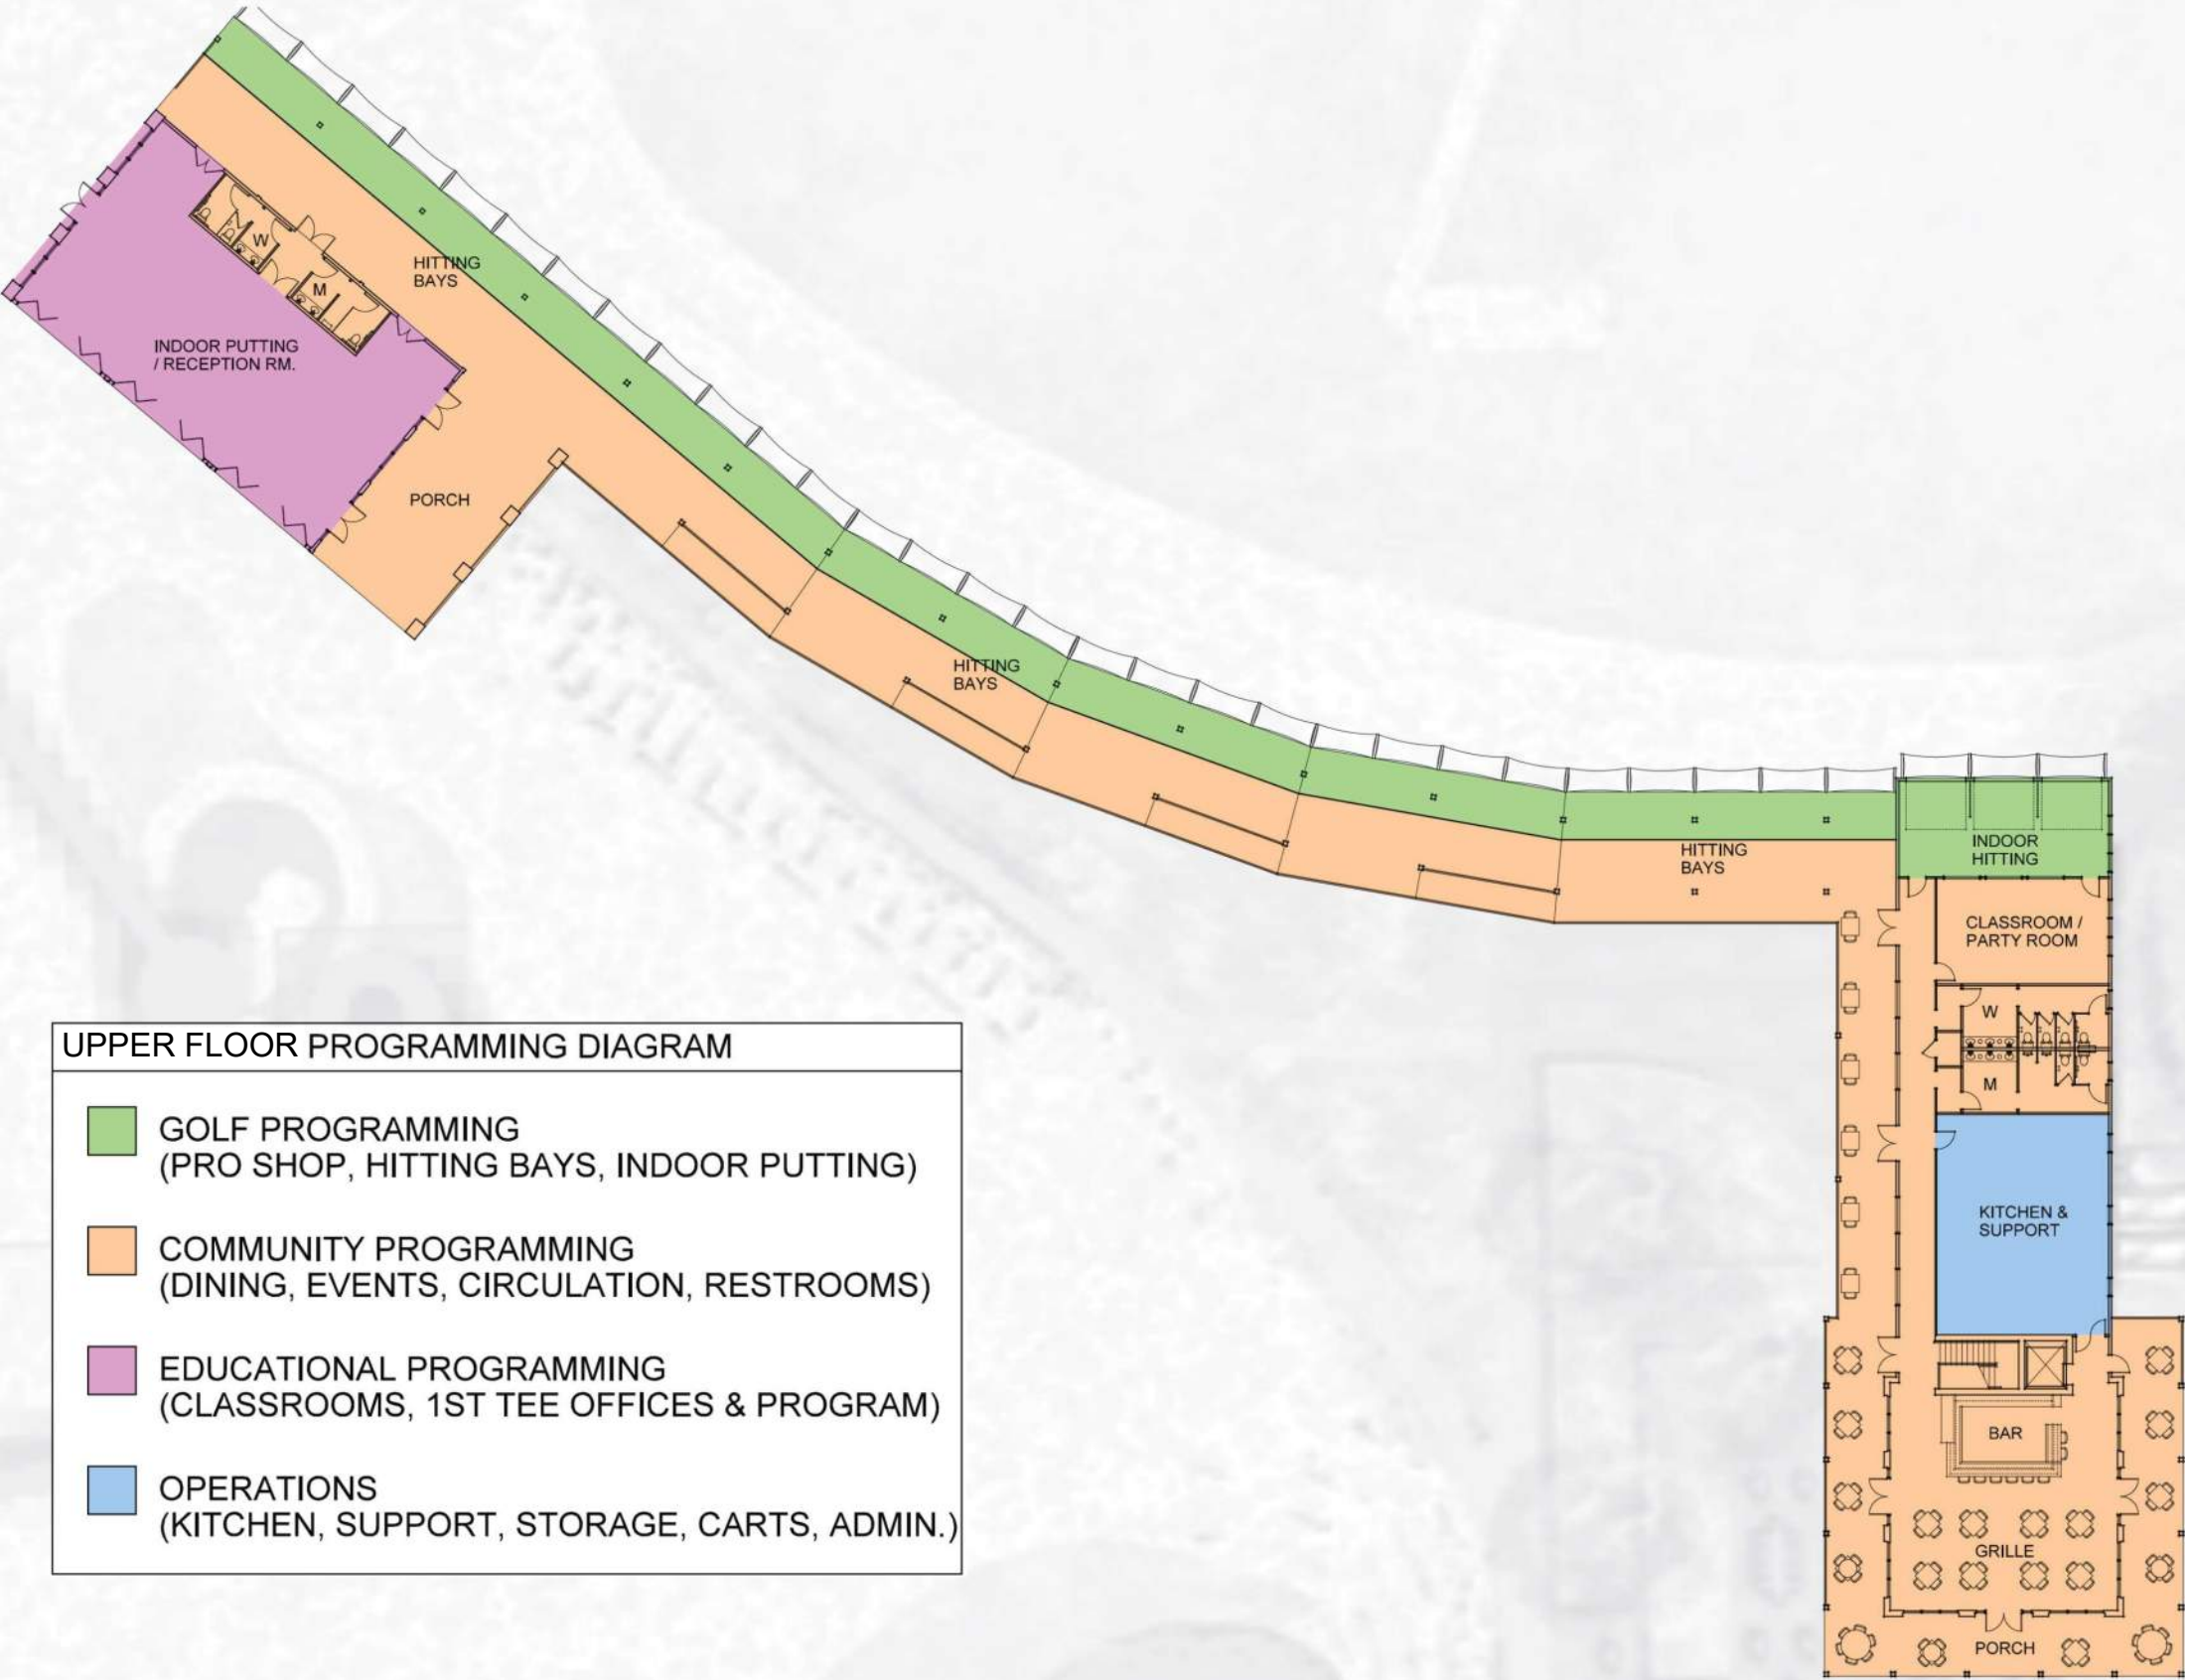 W
M
HITTING
BAYS
INDOOR PUTTING
/ RECEPTION RM.
PORCH
HITTING
BAYS
HITTING
BAYS
INDOOR
HITTING
CLASSROOM /
PARTY ROOM
W
M
KITCHEN &
SUPPORT
BAR
GRILLE
PORCH
UPPER FLOOR PROGRAMMING DIAGRAM
GOLF PROGRAMMING
(PRO SHOP, HITTING BAYS, INDOOR PUTTING)
COMMUNITY PROGRAMMING
(DINING, EVENTS, CIRCULATION, RESTROOMS)
EDUCATIONAL PROGRAMMING
(CLASSROOMS, 1ST TEE OFFICES & PROGRAM)
OPERATIONS
(KITCHEN, SUPPORT, STORAGE, CARTS, ADMIN.)